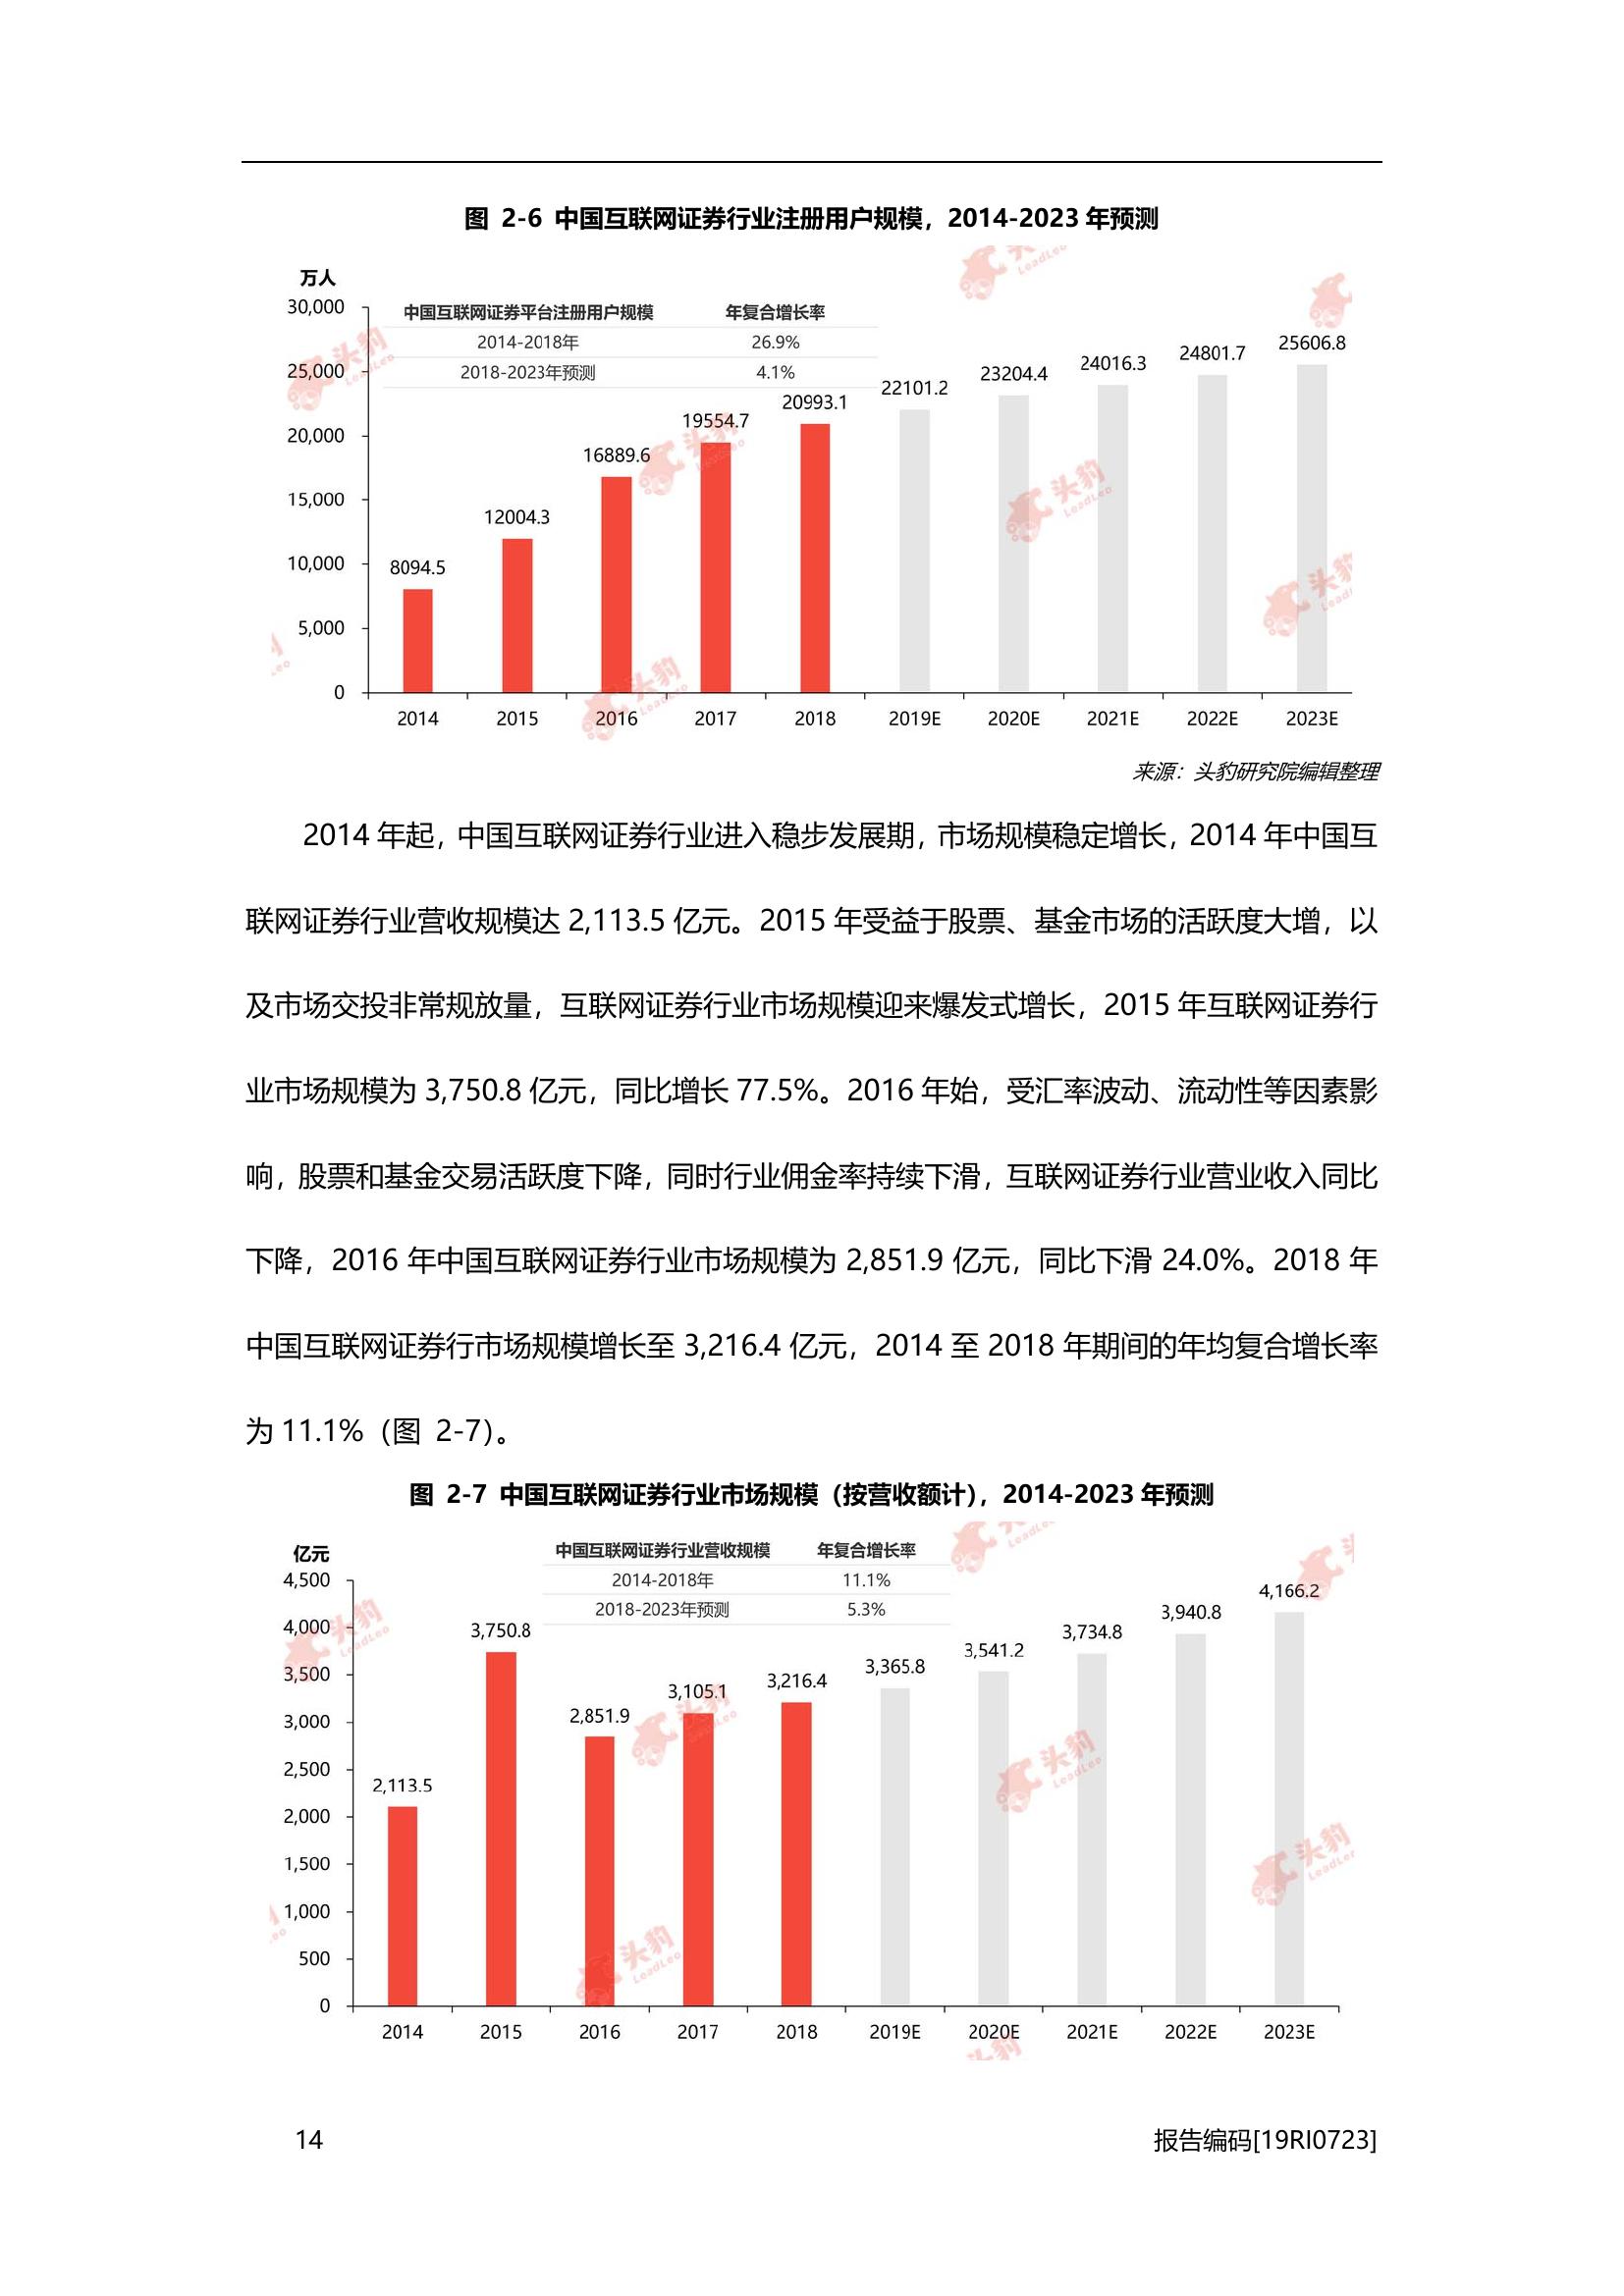 图 2-6 中国互联网证券行业注册用户规模，2014-2023 年预测
万人
中国互联网证券平台注册用户规模 年复合增长率
2014-2018年 26.9%
2018-2023年预测 4.1%
30,000
25,000
20,000
15,000
10,000
5,000
0
8094.5
12004.3
16889.6
19554.7
20993.1
22101.2
23204.4
24016.3
24801.7
25606.8
2014 2015 2016 2017 2018 2019E 2020E 2021E 2022E 2023E
头豹
LeadLeo
来源：头豹研究院编辑整理
2014 年起，中国互联网证券行业进入稳步发展期，市场规模稳定增长，2014 年中国互
联网证券行业营收规模达 2,113.5 亿元。2015 年受益于股票、基金市场的活跃度大增，以
及市场交投非常规放量，互联网证券行业市场规模迎来爆发式增长，2015 年互联网证券行
业市场规模为 3,750.8 亿元，同比增长 77.5%。2016 年始，受汇率波动、流动性等因素影
响，股票和基金交易活跃度下降，同时行业佣金率持续下滑，互联网证券行业营业收入同比
下降，2016 年中国互联网证券行业市场规模为 2,851.9 亿元，同比下滑 24.0%。2018 年
中国互联网证券行市场规模增长至 3,216.4 亿元，2014 至 2018 年期间的年均复合增长率
为 11.1%（图 2-7）。
图 2-7 中国互联网证券行业市场规模（按营收额计），2014-2023 年预测
亿元
中国互联网证券行业营收规模 年复合增长率
2014-2018年 11.1%
2018-2023年预测 5.3%
4,500
4,000
3,500
3,000
2,500
2,000
1,500
1,000
500
0
2,113.5
3,750.8
2,851.9
3,105.1
3,216.4
3,365.8
3,541.2
3,734.8
3,940.8
4,166.2
2014 2015 2016 2017 2018 2019E 2020E 2021E 2022E 2023E
头豹
LeadLeo
14 报告编码[19RI0723]